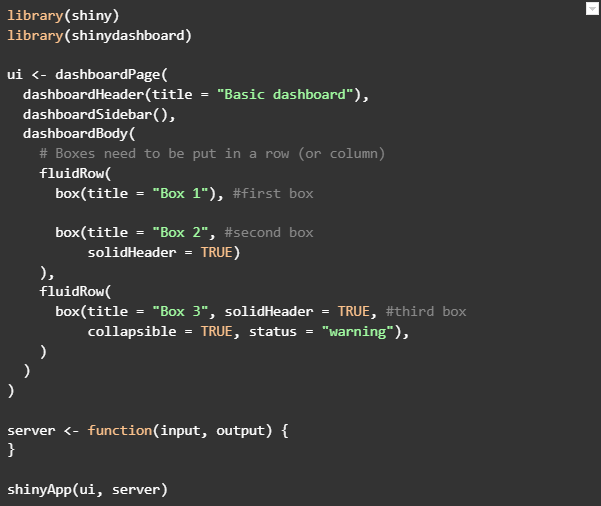 library(shiny)
library(shinydashboard)

ui <- dashboardPage(
  dashboardHeader(title = "Basic dashboard"),
  dashboardSidebar(),
  dashboardBody(
    # Boxes need to be put in a row (or column)
    fluidRow(
      box(title = "Box 1"), #first box

      box(title = "Box 2", #second box
          solidHeader = TRUE)
    ),
    fluidRow(
      box(title = "Box 3", solidHeader = TRUE, #third box
          collapsible = TRUE, status = "warning"),
    )
  )
)

server <- function(input, output) {
}

shinyApp(ui, server)